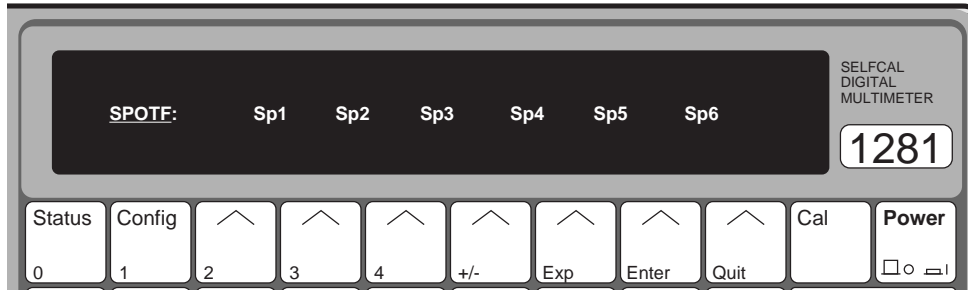 SELFCAL
DIGITAL
MULTIMETER
SPOTF: Sp1 Sp2 Sp3 Sp4 Sp5 Sp6
1281
Status Config Cal Power
0 1 2 3 4 +/- Exp Enter Quit